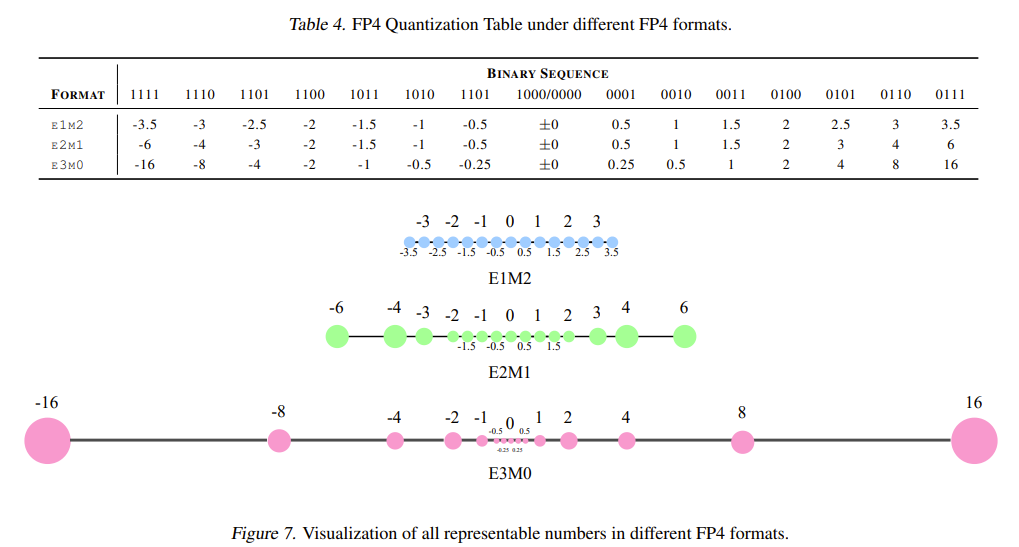 Table 4. FP4 Quantization Table under different FP4 formats.
BINARY SEQUENCE
FORMAT 1111 1110 1101 1100 1011 1010 1101 1000/0000 0001 0010 0011 0100 0101 0110 0111
E1M2 -3.5 -3 -2.5 -2 -1.5 -1 -0.5 ±0 0.5 1 1.5 2 2.5 3 3.5
E2M1 -6 -4 -3 -2 -1.5 -1 -0.5 ±0 0.5 1 1.5 2 3 4 6
E3M0 -16 -8 -4 -2 -1 -0.5 -0.25 ±0 0.25 0.5 1 2 4 8 16
-3 -2 -1 0 1 2 3
-3.5 -2.5 -1.5 -0.5 0.5 1.5 2.5 3.5
E1M2
-6 -4 -3 -2 -1 0 1 2 3 4 6
-1.5 -0.5 0.5 1.5
E2M1
-16 -8 -4 -2 -1 0 1 2 4 8 16
-0.5 0.5
-0.25 0.25
E3M0
Figure 7. Visualization of all representable numbers in different FP4 formats.